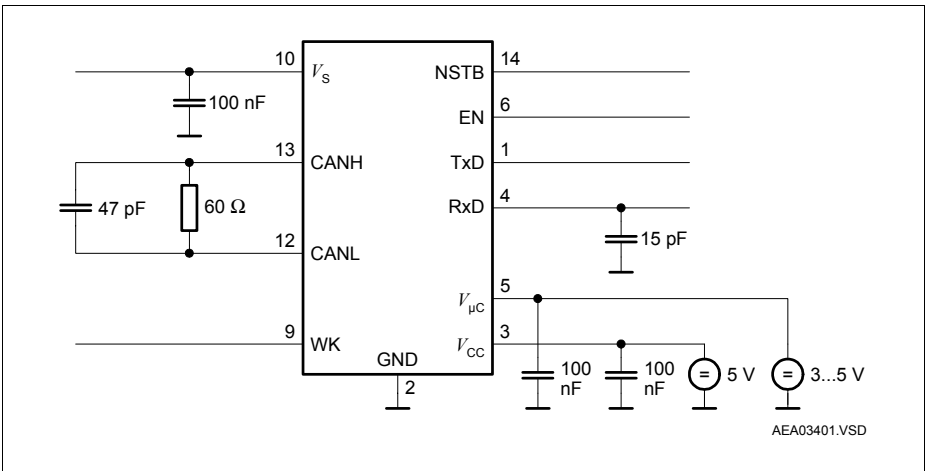 10
V_S
NSTB
14
100 nF
EN
6
13
CANH
TxD
1
47 pF
60 Ω
RxD
4
12
CANL
15 pF
V_µC
5
9
WK
V_CC
3
GND
2
100
nF
100
nF
=
5 V
=
3...5 V
AEA03401.VSD